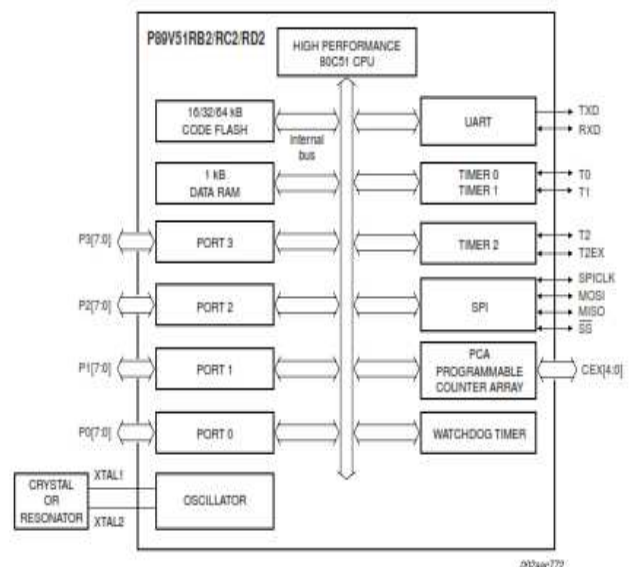 P89V51RB2/RC2/RD2
HIGH PERFORMANCE
80C51 CPU
16/32/64 kB
CODE FLASH
internal
bus
UART
TXD
RXD
1 kB
DATA RAM
TIMER 0
TIMER 1
T0
T1
P3[7:0]
PORT 3
TIMER 2
T2
T2EX
P2[7:0]
PORT 2
SPI
SPICLK
MOSI
MISO
SS
P1[7:0]
PORT 1
PCA
PROGRAMMABLE
COUNTER ARRAY
CEX[4:0]
P0[7:0]
PORT 0
WATCHDOG TIMER
CRYSTAL
OR
RESONATOR
XTAL1
XTAL2
OSCILLATOR
002aac772